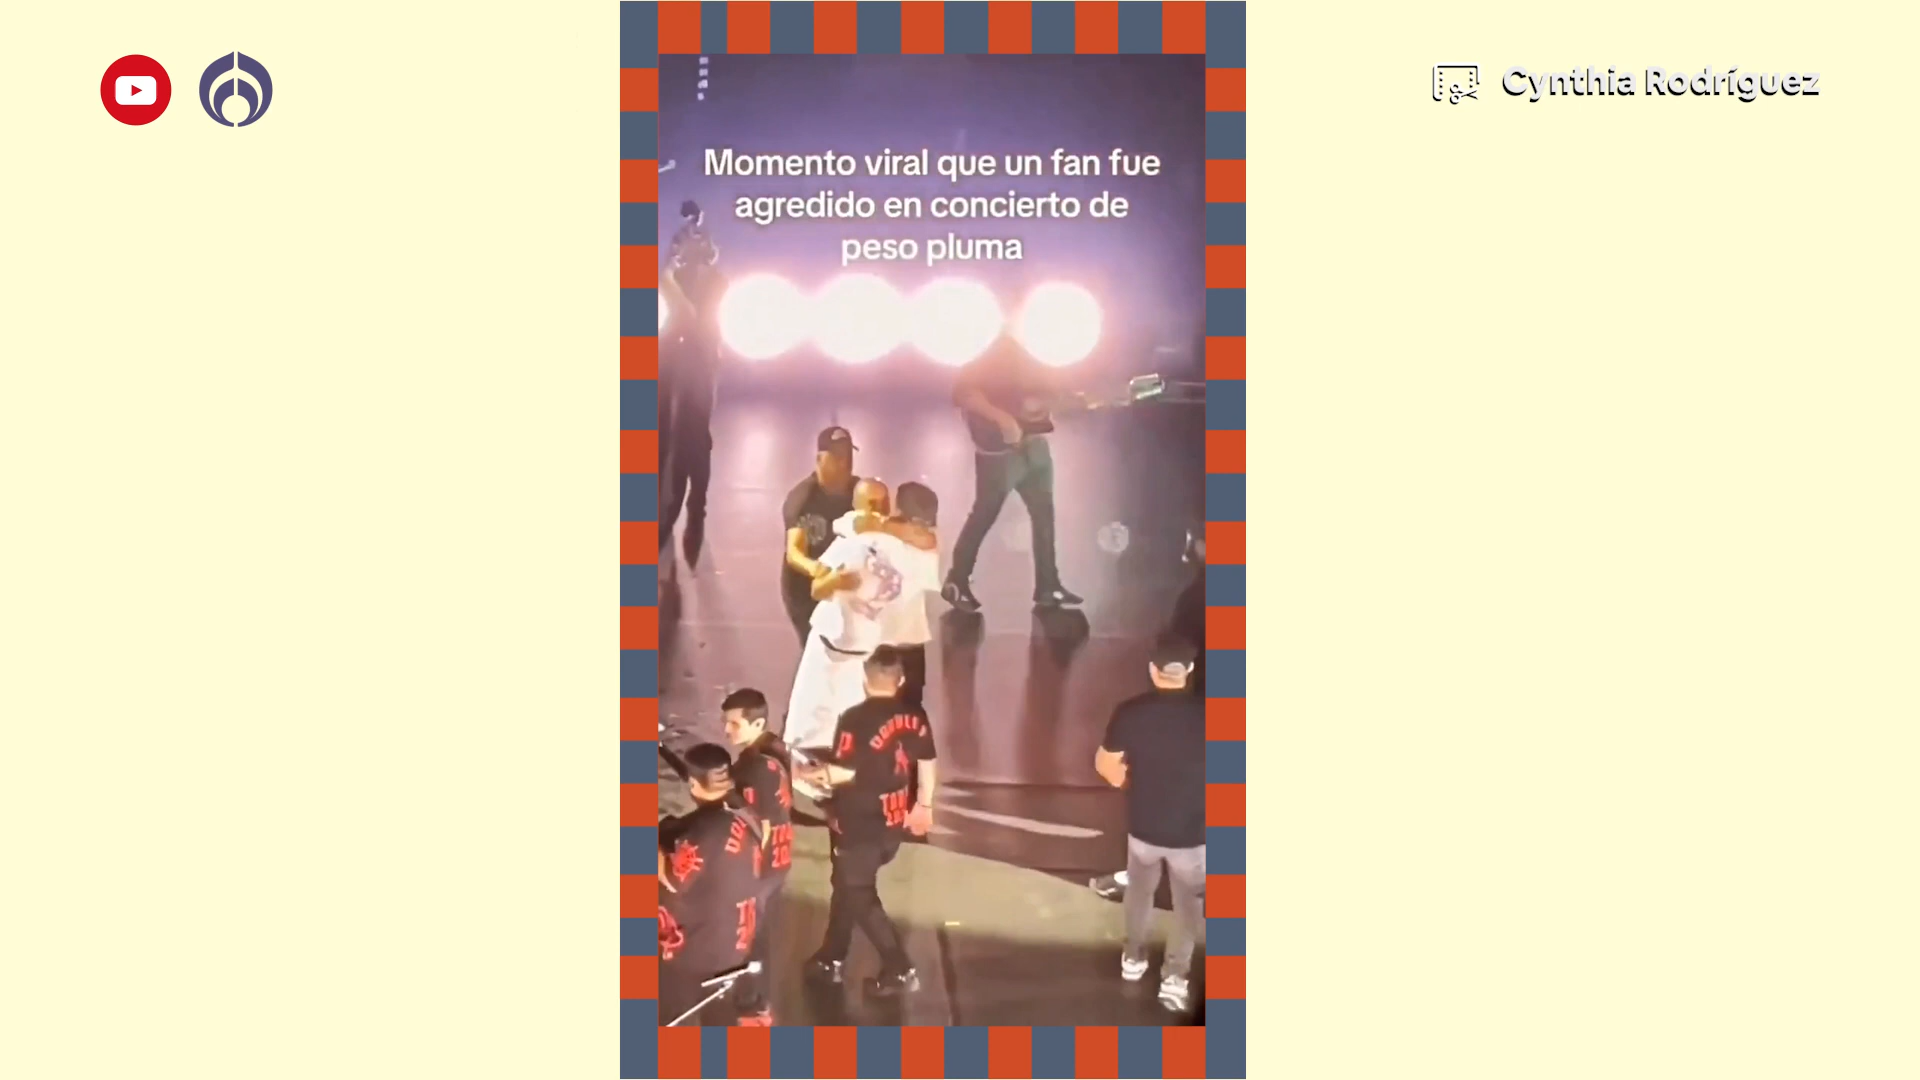 Cynthia Rodríguez
Momento viral que un fan fue
agredido en concierto de
peso pluma